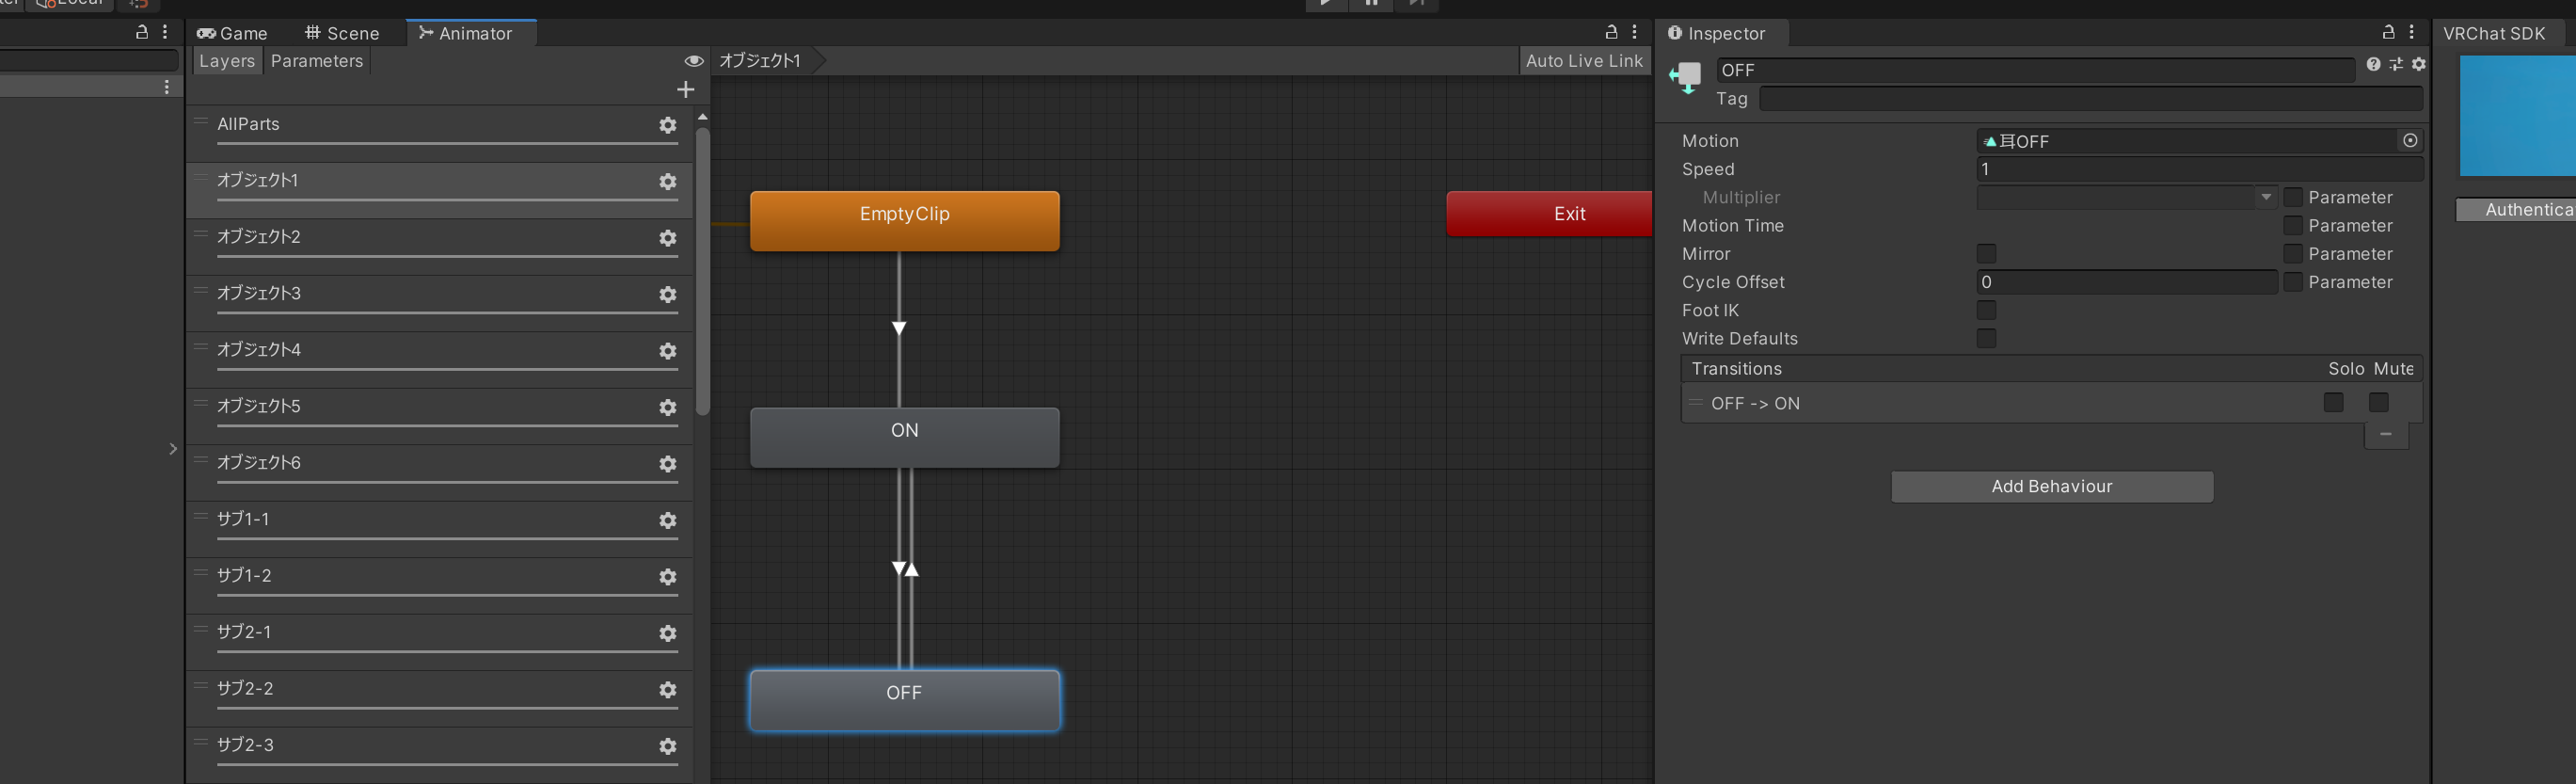 Local
Game
Scene
Animator
Layers
Parameters
AllParts
オブジェクト1
オブジェクト2
オブジェクト3
オブジェクト4
オブジェクト5
オブジェクト6
サブ1-1
サブ1-2
サブ2-1
サブ2-2
サブ2-3
オブジェクト1
Auto Live Link
EmptyClip
Exit
ON
OFF
Inspector
OFF
Tag
Motion
耳OFF
Speed
1
Multiplier
Parameter
Motion Time
Parameter
Mirror
Parameter
Cycle Offset
0
Parameter
Foot IK
Write Defaults
Transitions
Solo
Mute
OFF -> ON
Add Behaviour
VRChat SDK
Authentica